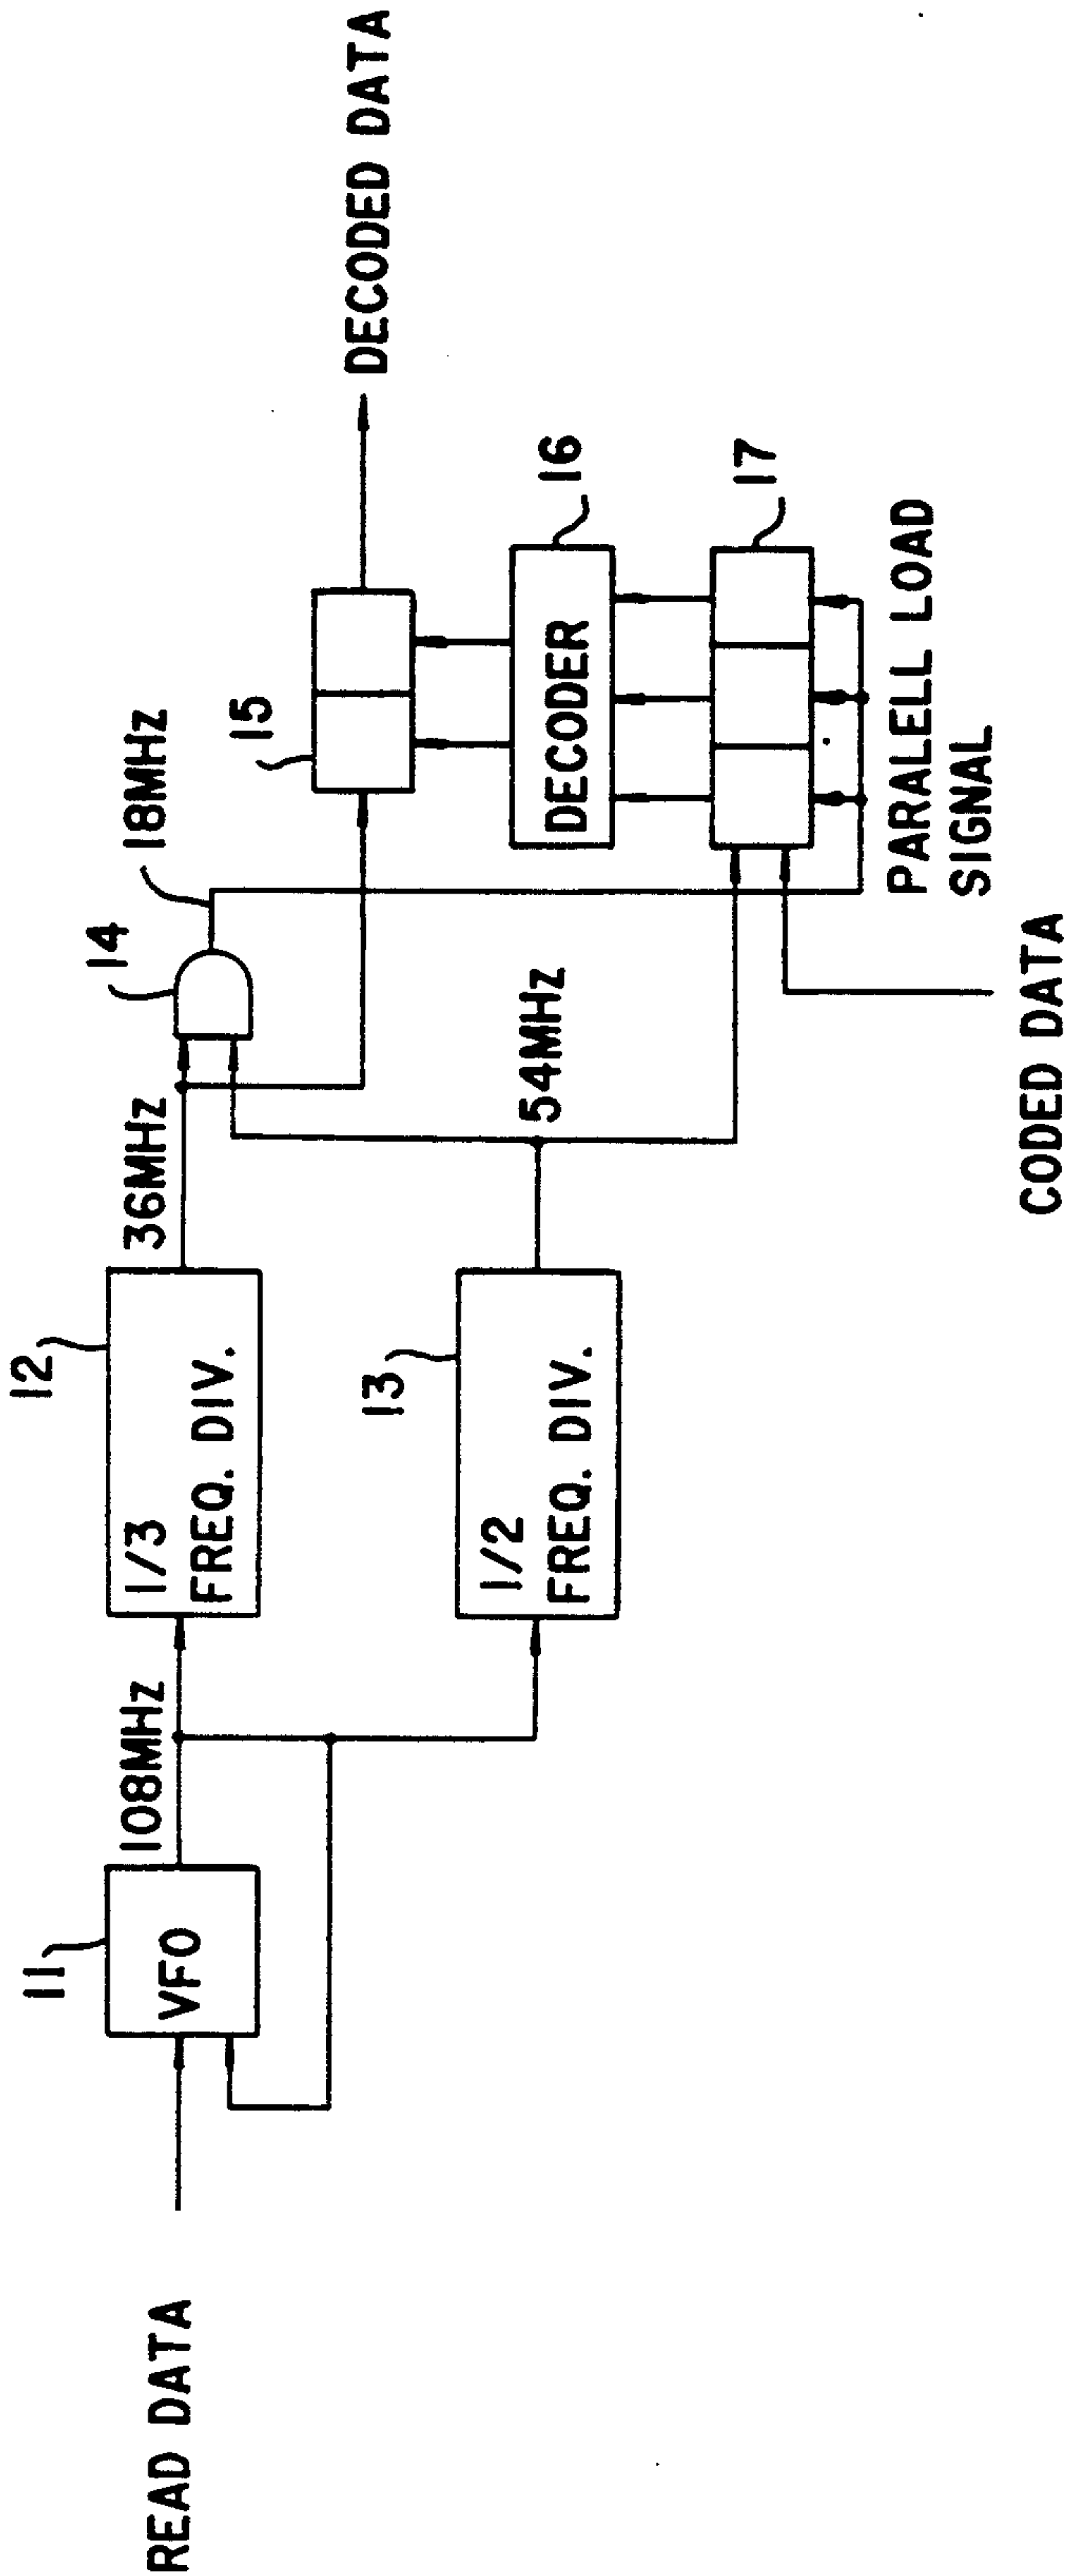 READ DATA
11
VFO
108MHz
12
1/3
FREQ. DIV.
13
1/2
FREQ. DIV.
36MHz
54MHz
14
18MHz
15
DECODED DATA
DECODER
16
17
PARALELL LOAD
SIGNAL
CODED DATA